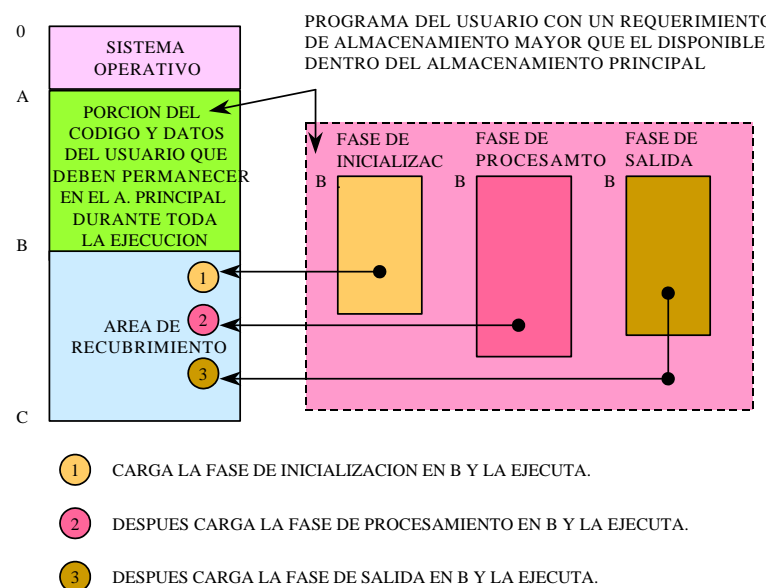 PROGRAMA DEL USUARIO CON UN REQUERIMIENTO
DE ALMACENAMIENTO MAYOR QUE EL DISPONIBLE
DENTRO DEL ALMACENAMIENTO PRINCIPAL
0
SISTEMA
OPERATIVO
A
PORCION DEL
CODIGO Y DATOS
DEL USUARIO QUE
DEBEN PERMANECER
EN EL A. PRINCIPAL
DURANTE TODA
LA EJECUCION
B
1
2
AREA DE
RECUBRIMIENTO
3
C
FASE DE
INICIALIZAC
.
B
FASE DE
PROCESAMTO
B
FASE DE
SALIDA
B
1 CARGA LA FASE DE INICIALIZACION EN B Y LA EJECUTA.
2 DESPUES CARGA LA FASE DE PROCESAMIENTO EN B Y LA EJECUTA.
3 DESPUES CARGA LA FASE DE SALIDA EN B Y LA EJECUTA.